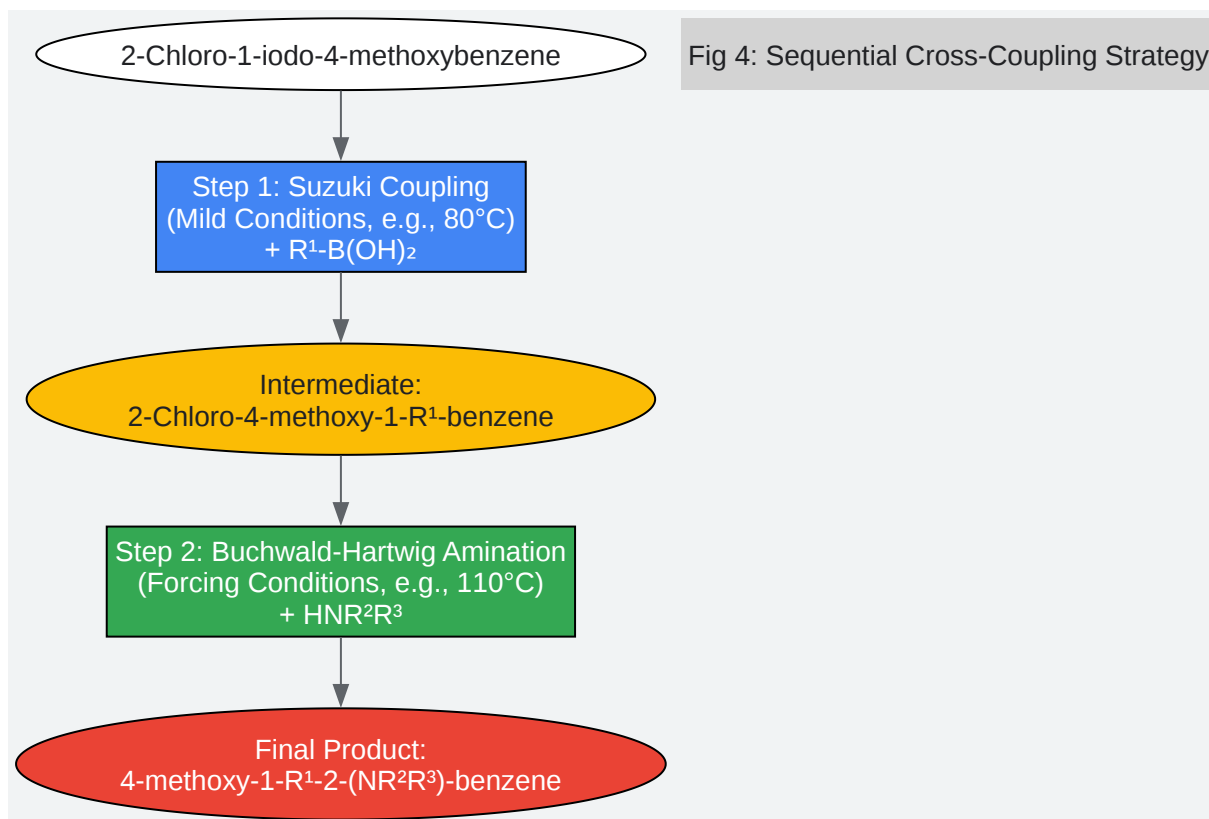 2-Chloro-1-iodo-4-methoxybenzene
Fig 4: Sequential Cross-Coupling Strategy
Step 1: Suzuki Coupling
(Mild Conditions, e.g., 80°C)
+ R¹-B(OH)₂
Intermediate:
2-Chloro-4-methoxy-1-R¹-benzene
Step 2: Buchwald-Hartwig Amination
(Forcing Conditions, e.g., 110°C)
+ HNR²R³
Final Product:
4-methoxy-1-R¹-2-(NR²R³)-benzene